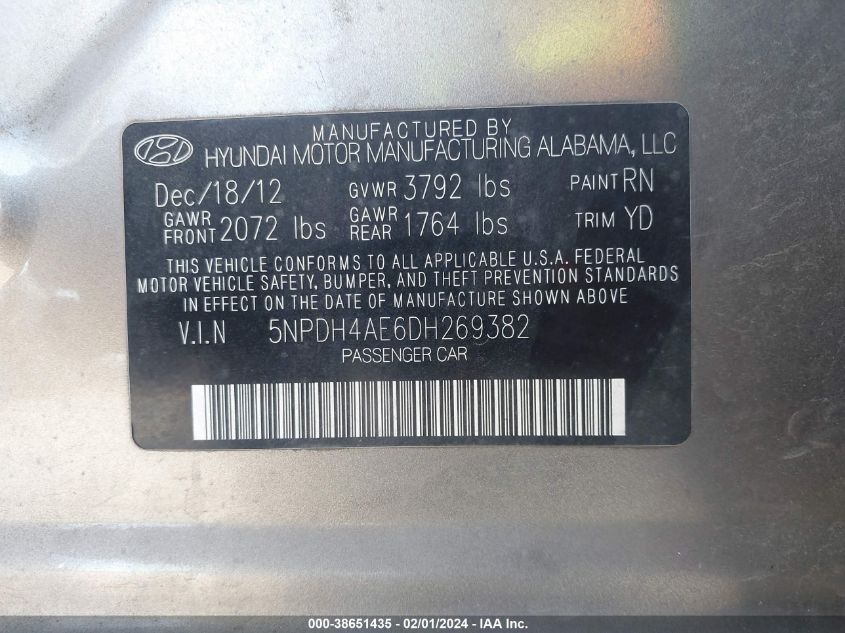 MANUFACTURED BY
HYUNDAI MOTOR MANUFACTURING ALABAMA, LLC
Dec/18/12 GVWR 3792 lbs PAINT RN
GAWR FRONT 2072 lbs GAWR REAR 1764 lbs TRIM YD
THIS VEHICLE CONFORMS TO ALL APPLICABLE U.S.A. FEDERAL
MOTOR VEHICLE SAFETY, BUMPER, AND THEFT PREVENTION STANDARDS
IN EFFECT ON THE DATE OF MANUFACTURE SHOWN ABOVE
V.I.N 5NPDH4AE6DH269382
PASSENGER CAR
000-38651435 - 02/01/2024 - IAA Inc.